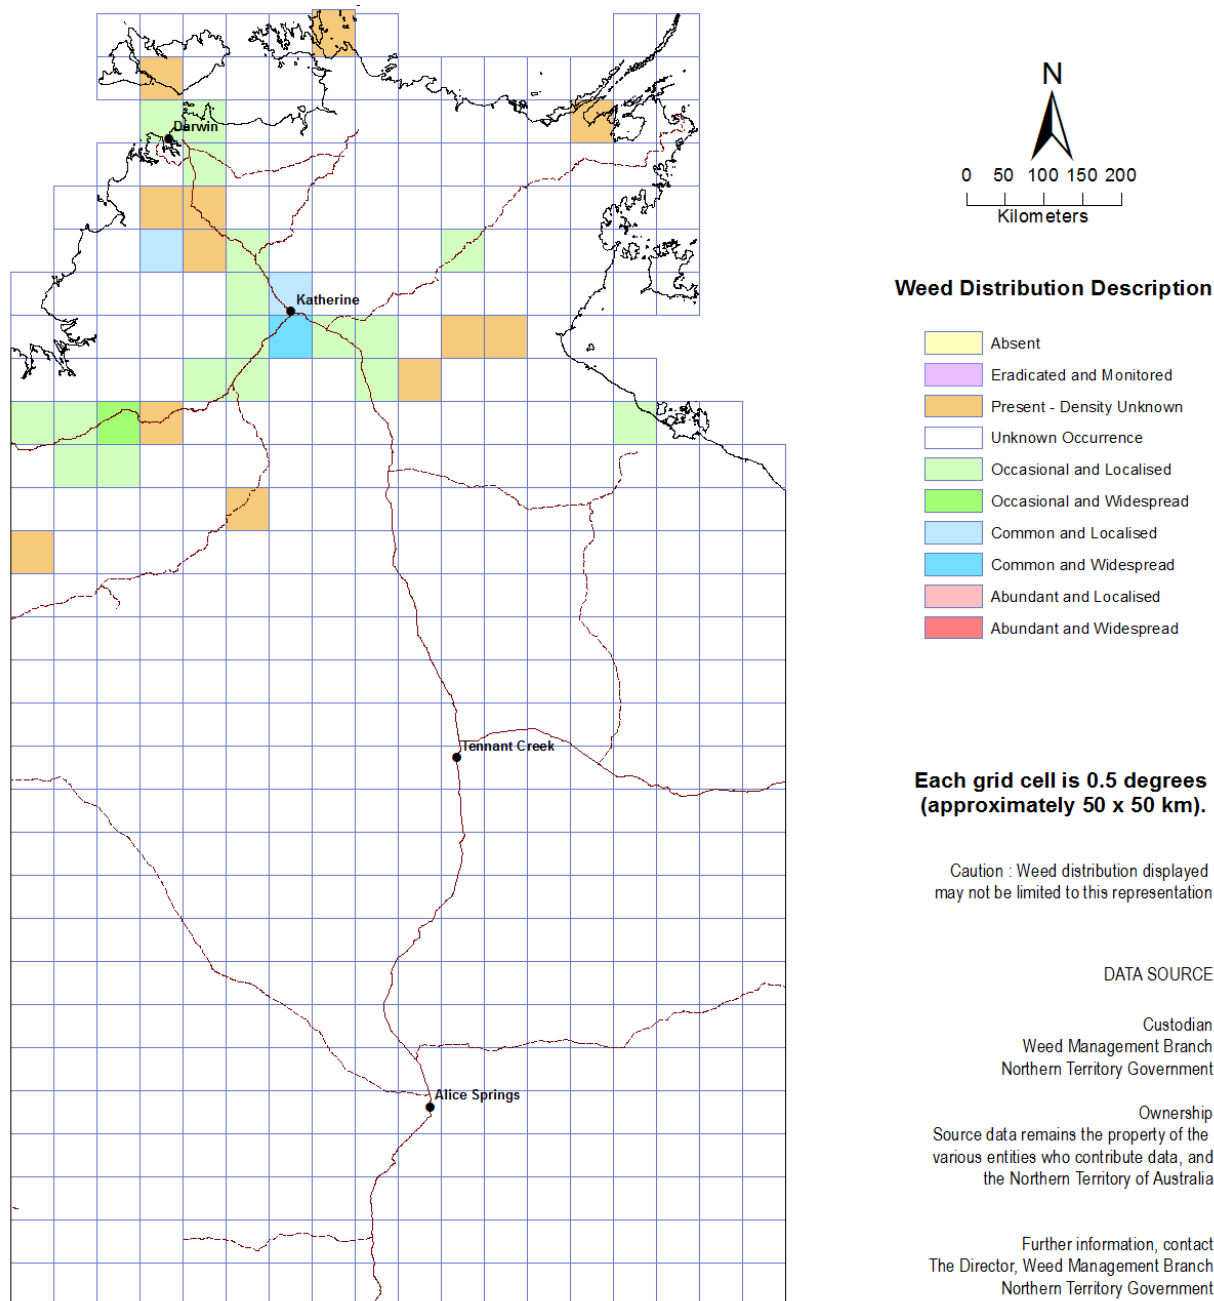 Darwin
Katherine
Tennant Creek
Alice Springs
N
0 50 100 150 200
Kilometers
Weed Distribution Description
Absent
Eradicated and Monitored
Present - Density Unknown
Unknown Occurrence
Occasional and Localised
Occasional and Widespread
Common and Localised
Common and Widespread
Abundant and Localised
Abundant and Widespread
Each grid cell is 0.5 degrees
(approximately 50 x 50 km).
Caution : Weed distribution displayed
may not be limited to this representation
DATA SOURCE
Custodian
Weed Management Branch
Northern Territory Government
Ownership
Source data remains the property of the
various entities who contribute data, and
the Northern Territory of Australia
Further information, contact
The Director, Weed Management Branch
Northern Territory Government